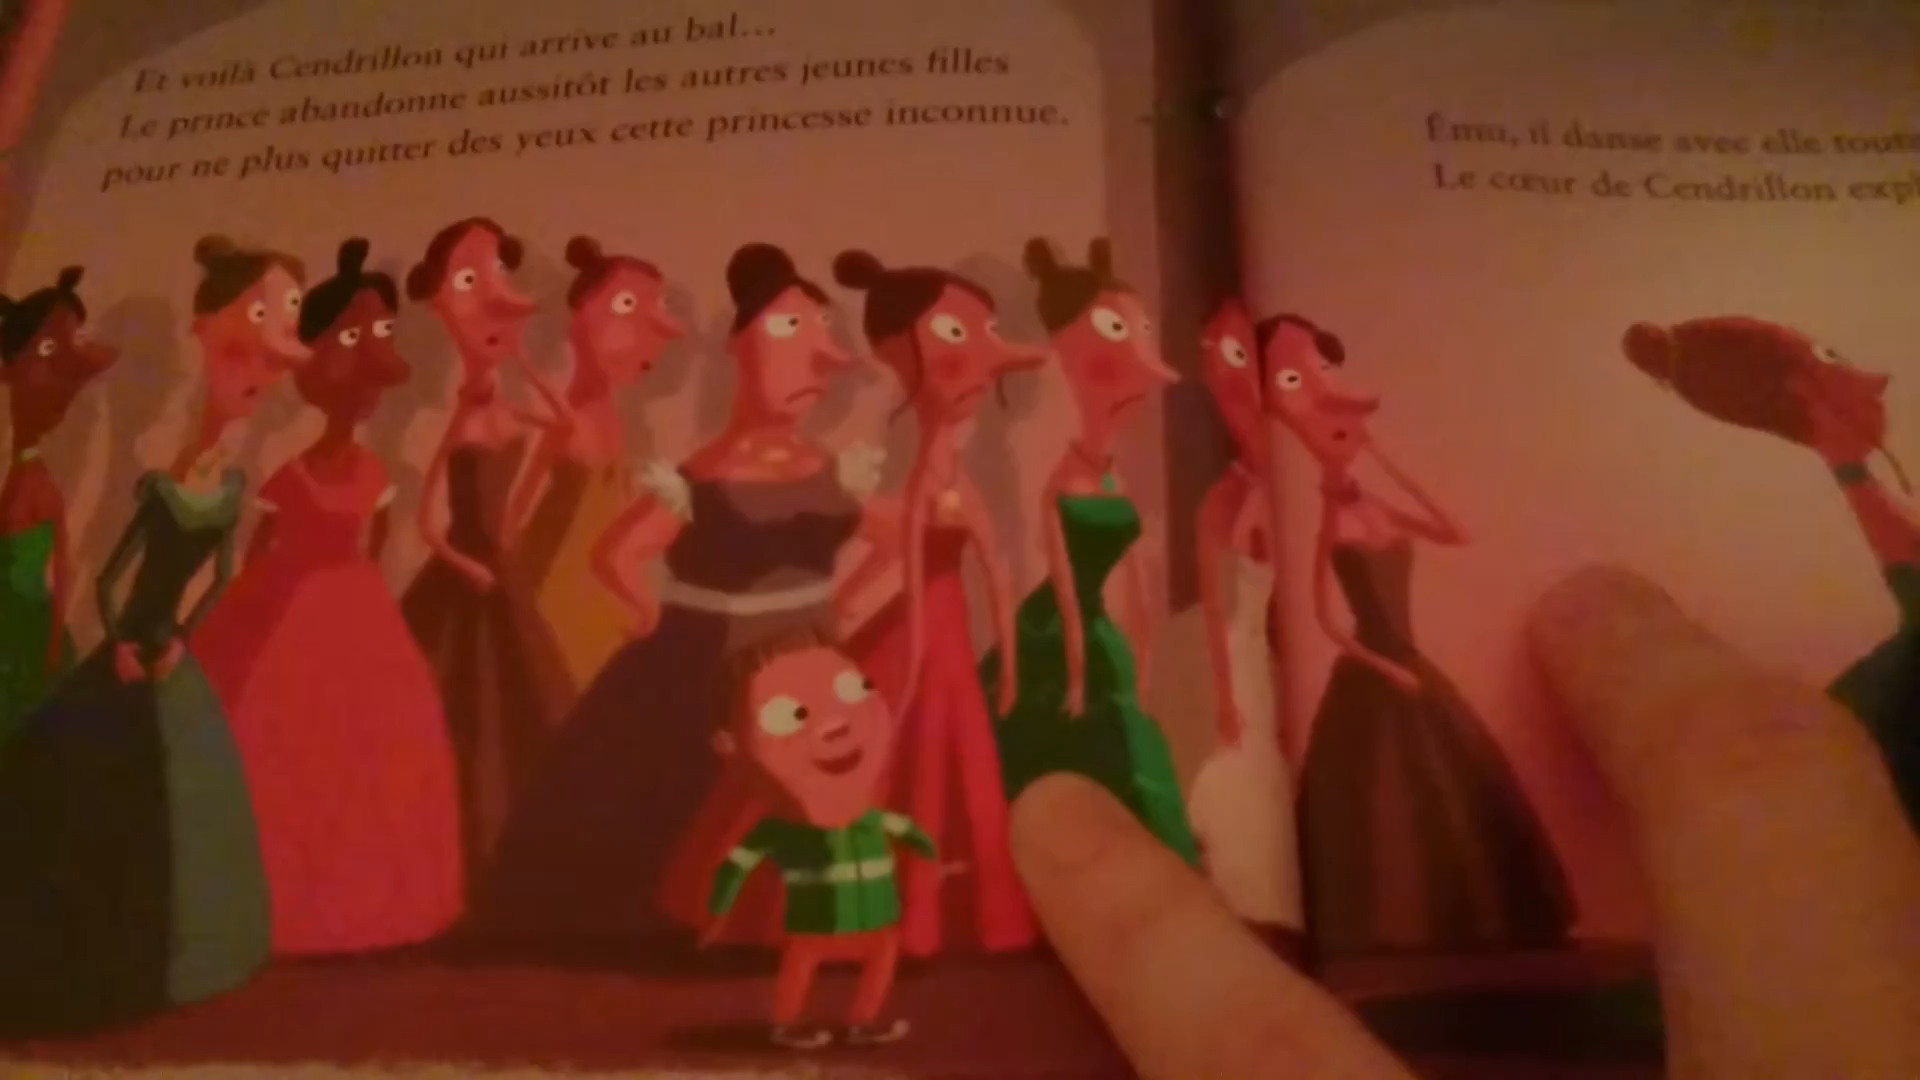 Et voilà Cendrillon qui arrive au bal...
Le prince abandonne aussitôt les autres jeunes filles
pour ne plus quitter des yeux cette princesse inconnue.
Ému, il danse avec elle toute
Le cœur de Cendrillon